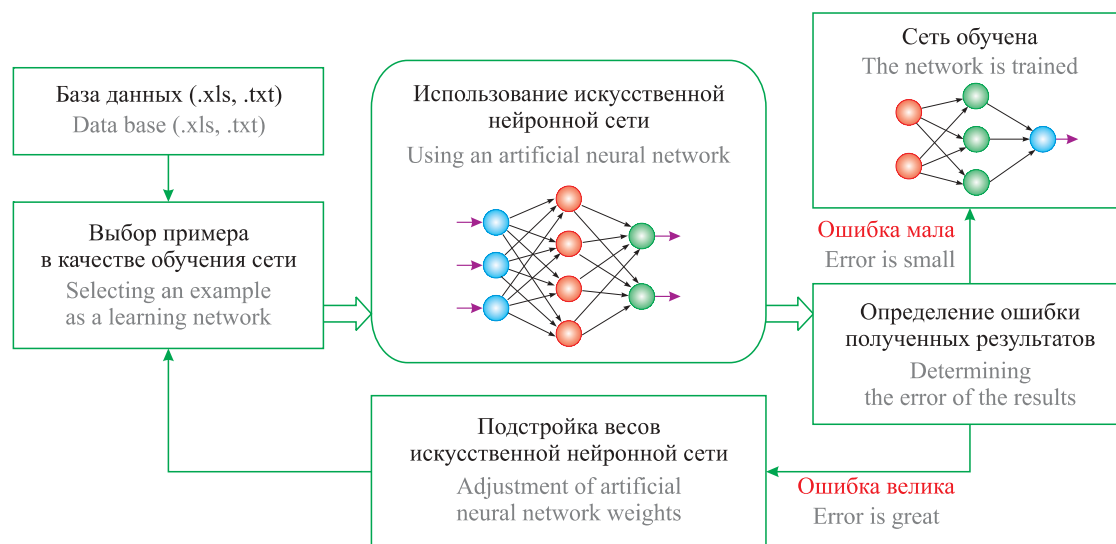 База данных (.xls, .txt)
Data base (.xls, .txt)
Выбор примера
в качестве обучения сети
Selecting an example
as a learning network
Использование искусственной
нейронной сети
Using an artificial neural network
Сеть обучена
The network is trained
Ошибка мала
Error is small
Определение ошибки
полученных результатов
Determining
the error of the results
Ошибка велика
Error is great
Подстройка весов
искусственной нейронной сети
Adjustment of artificial
neural network weights